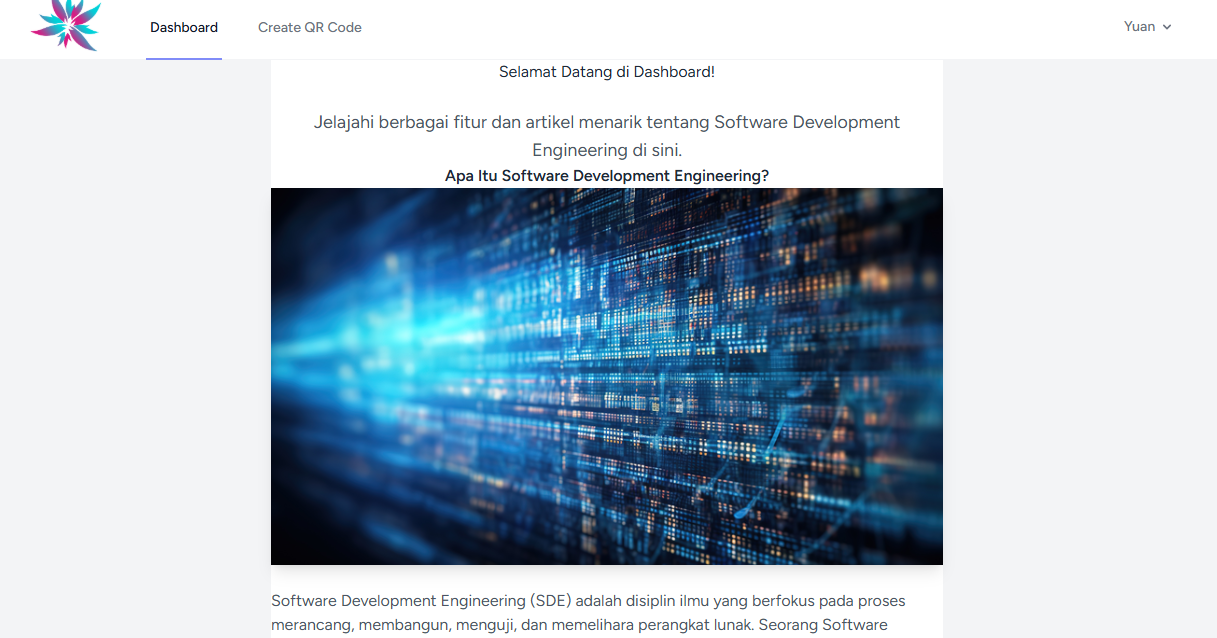 Dashboard
Create QR Code
Yuan
Selamat Datang di Dashboard!
Jelajahi berbagai fitur dan artikel menarik tentang Software Development
Engineering di sini.
Apa Itu Software Development Engineering?
Software Development Engineering (SDE) adalah disiplin ilmu yang berfokus pada proses
merancang, membangun, menguji, dan memelihara perangkat lunak. Seorang Software